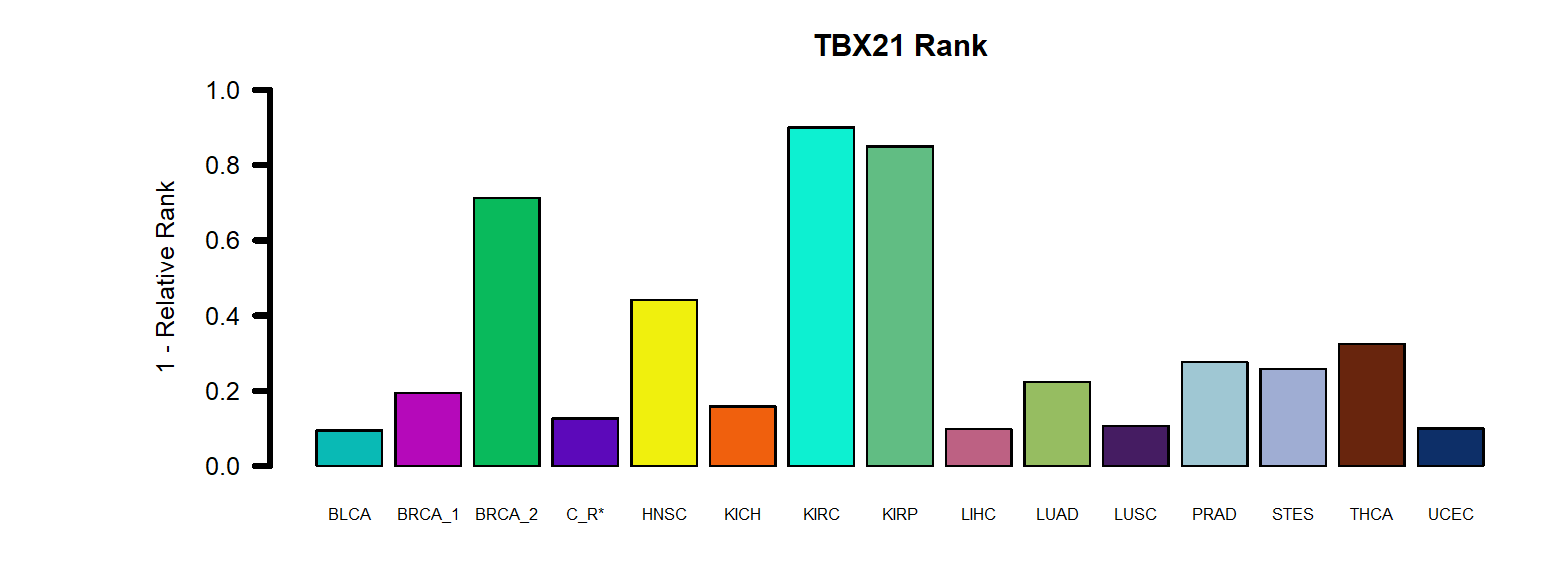 TBX21 Rank
1 - Relative Rank
1.0
0.8
0.6
0.4
0.2
0.0
BLCA BRCA_1 BRCA_2 C_R* HNSC KICH KIRC KIRP LIHC LUAD LUSC PRAD STES THCA UCEC